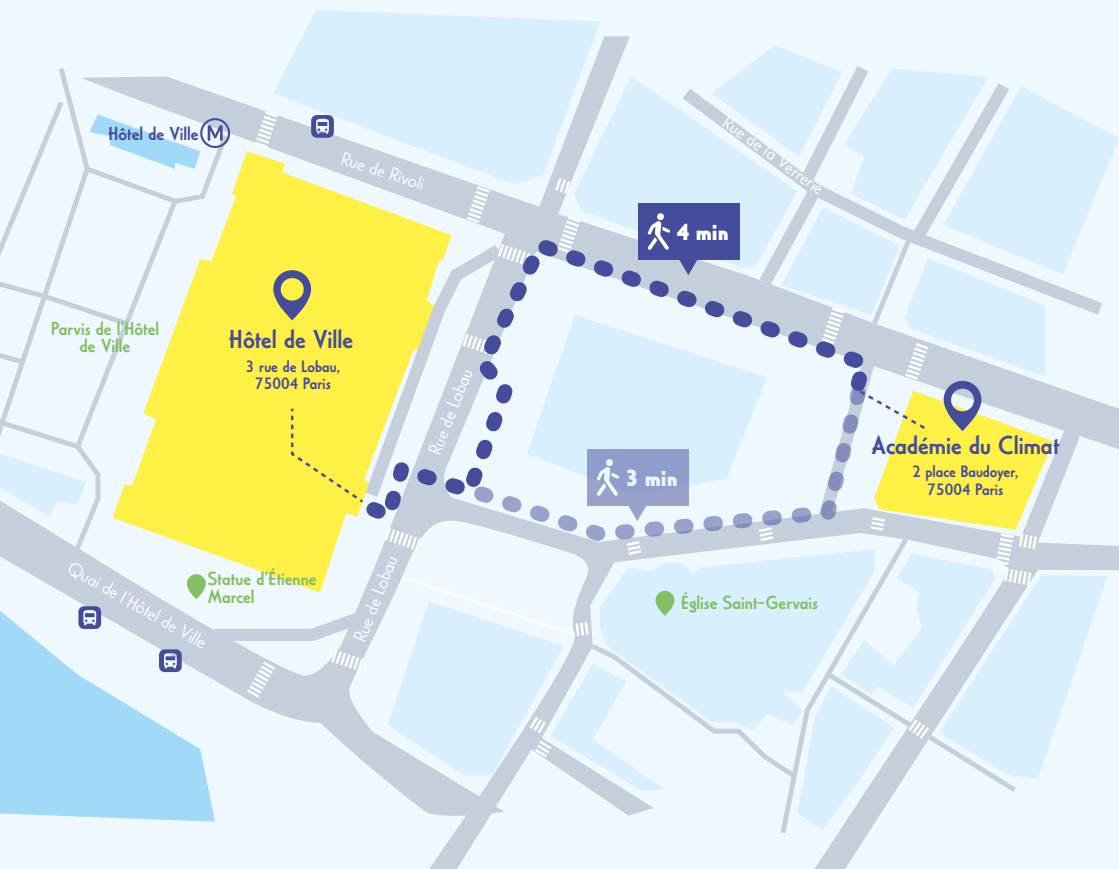 Hôtel de Ville M
Rue de Rivoli
Rue de la Verrerie
4 min
Parvis de l'Hôtel
de Ville
Hôtel de Ville
3 rue de Lobau,
75004 Paris
Rue de Lobau
Académie du Climat
2 place Baudoyer,
75004 Paris
3 min
Statue d'Étienne
Marcel
Quai de l'Hôtel de Ville
Rue de Lobau
Église Saint-Gervais